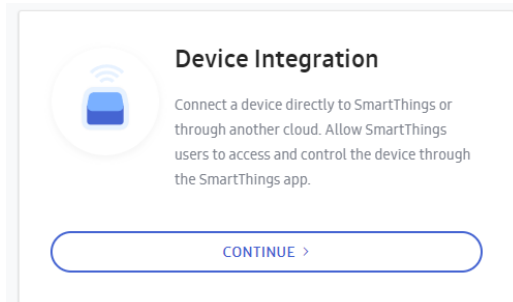 Device Integration
Connect a device directly to SmartThings or
through another cloud. Allow SmartThings
users to access and control the device through
the SmartThings app.
CONTINUE >